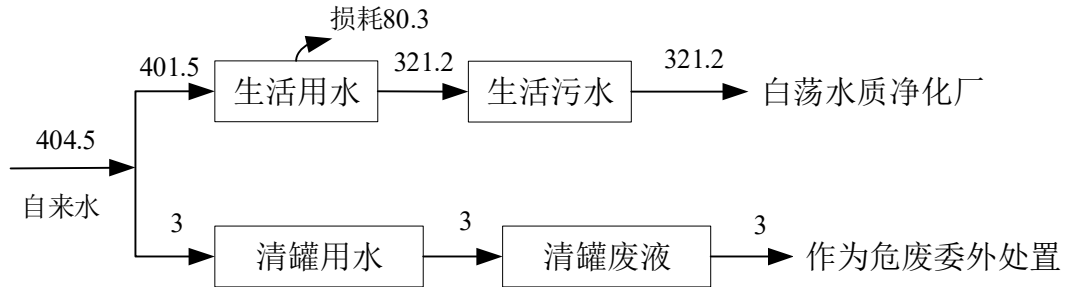 损耗80.3
401.5
生活用水
321.2
生活污水
321.2
白荡水质净化厂
404.5
自来水
3
清罐用水
3
清罐废液
3
作为危废委外处置